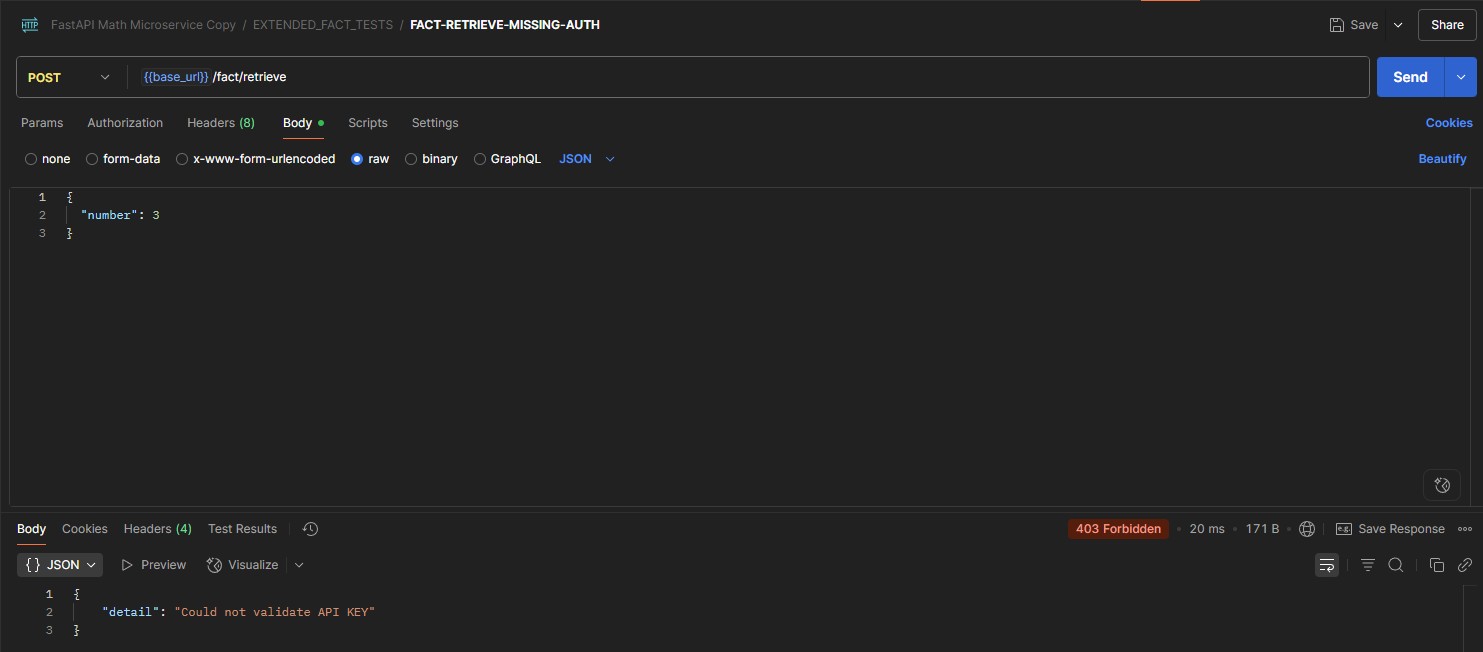 HTTP FastAPI Math Microservice Copy / EXTENDED_FACT_TESTS / FACT-RETRIEVE-MISSING-AUTH Save Share
POST {{base_url}} /fact/retrieve Send
Params Authorization Headers (8) Body Scripts Settings Cookies
none form-data x-www-form-urlencoded raw binary GraphQL JSON Beautify
1 {
2 "number": 3
3 }
Body Cookies Headers (4) Test Results 403 Forbidden 20 ms 171 B e.g. Save Response
{} JSON Preview Visualize
1 {
2 "detail": "Could not validate API KEY"
3 }